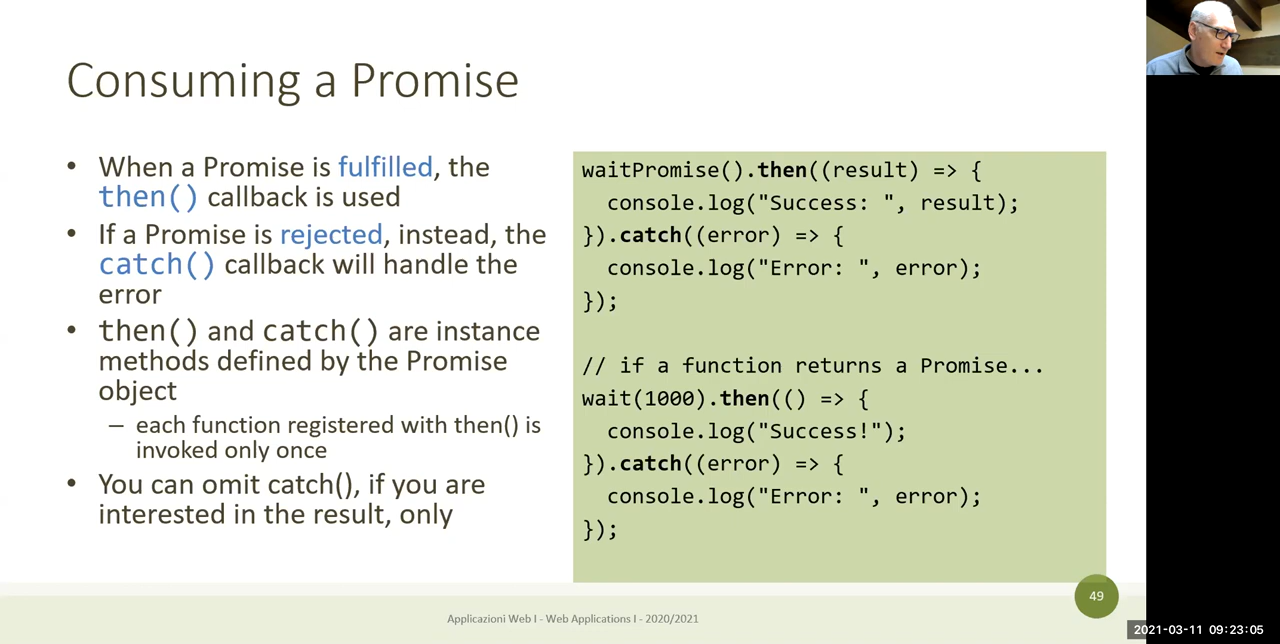 Consuming a Promise
• When a Promise is fulfilled, the
then() callback is used
• If a Promise is rejected, instead, the
catch() callback will handle the
error
• then() and catch() are instance
methods defined by the Promise
object
– each function registered with then() is
invoked only once
• You can omit catch(), if you are
interested in the result, only
waitPromise().then((result) => {
  console.log("Success: ", result);
}).catch((error) => {
  console.log("Error: ", error);
});

// if a function returns a Promise...
wait(1000).then(() => {
  console.log("Success!");
}).catch((error) => {
  console.log("Error: ", error);
});
49
Applicazioni Web I - Web Applications I - 2020/2021
2021-03-11 09:23:05